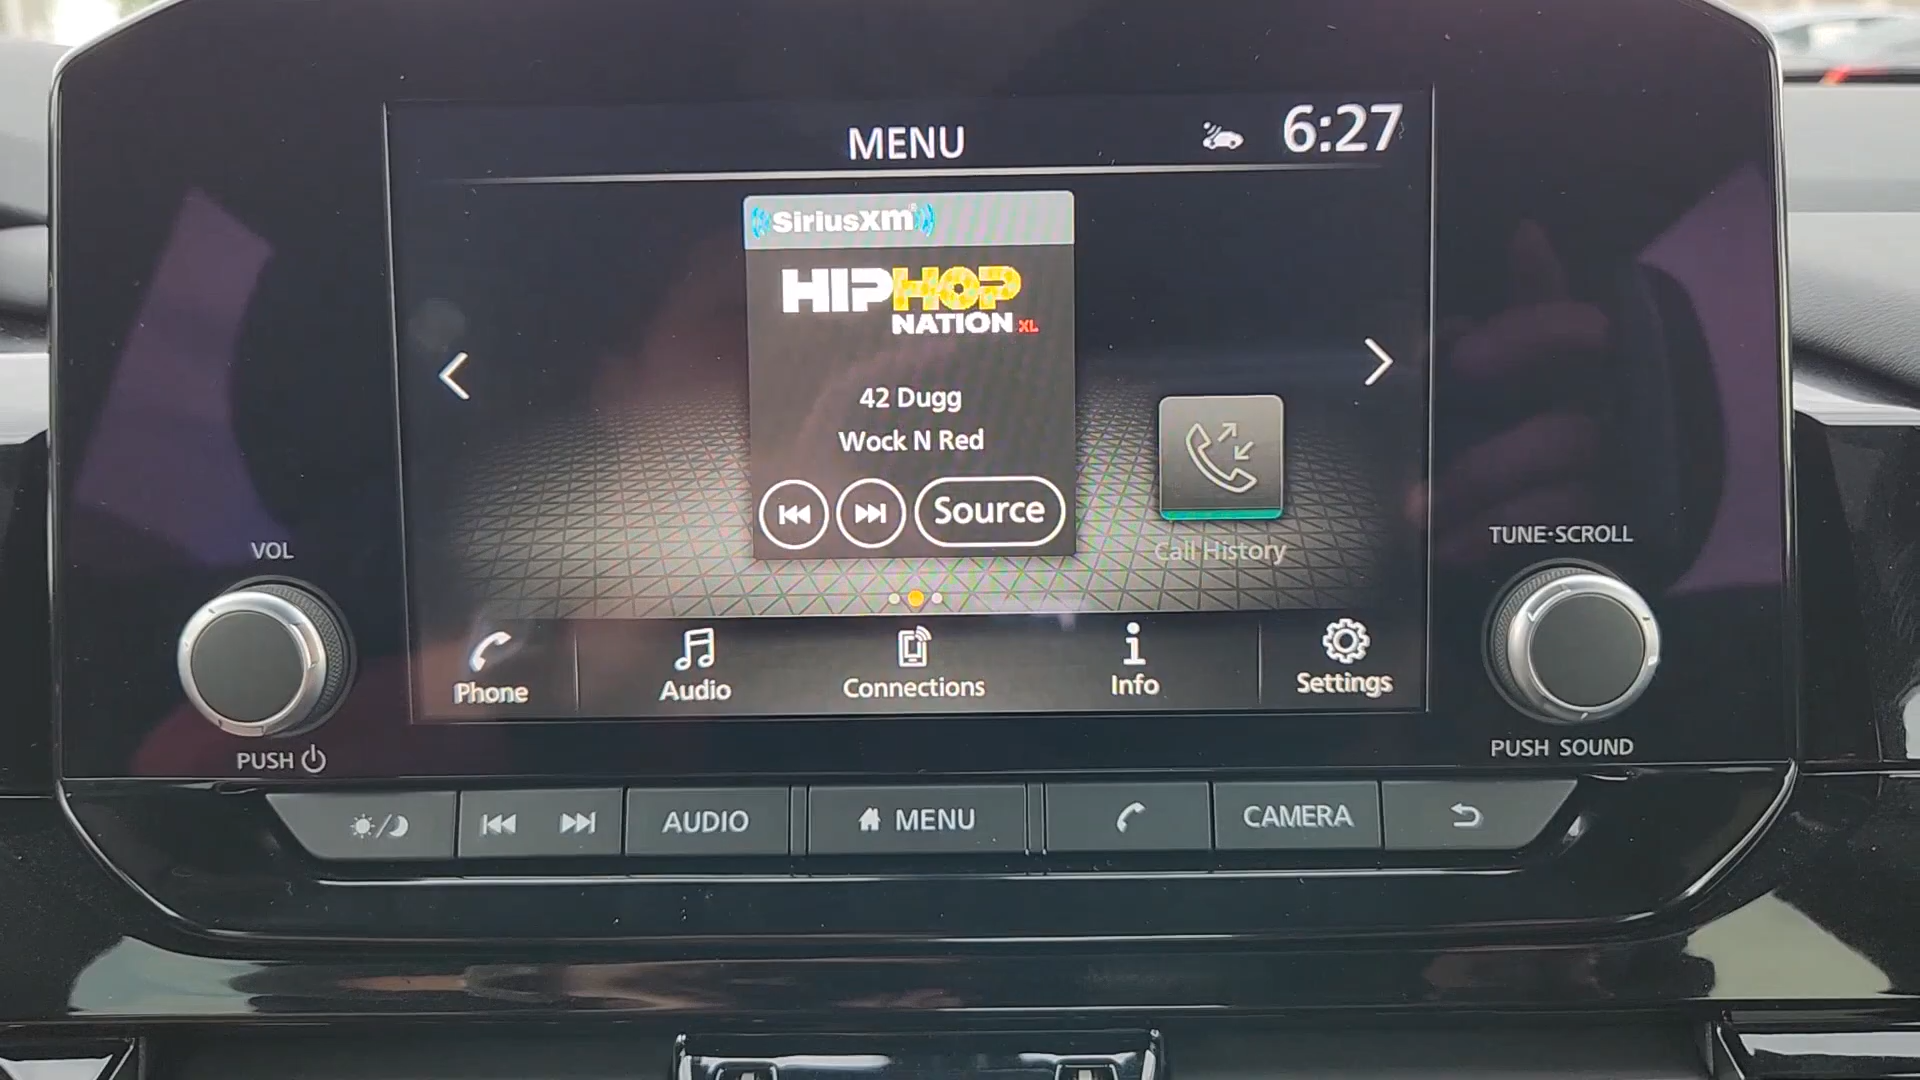 MENU
6:27
SiriusXm
HIPHOP
NATION XL
42 Dugg
Wock N Red
Source
Call History
Phone
Audio
Connections
Info
Settings
VOL
PUSH
TUNE·SCROLL
PUSH SOUND
AUDIO
MENU
CAMERA